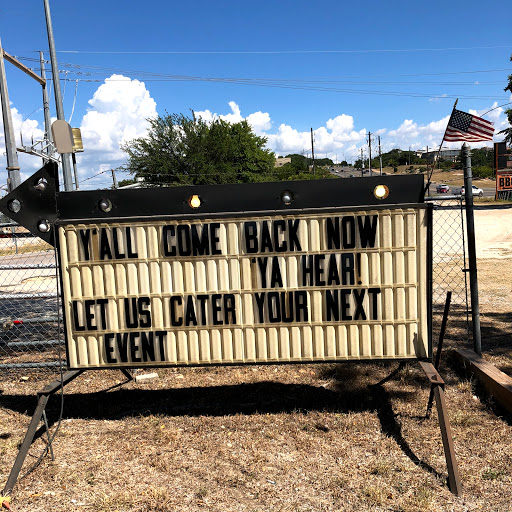 Y'ALL COME BACK NOW
'YA HEAR!
LET US CATER YOUR NEXT
EVENT